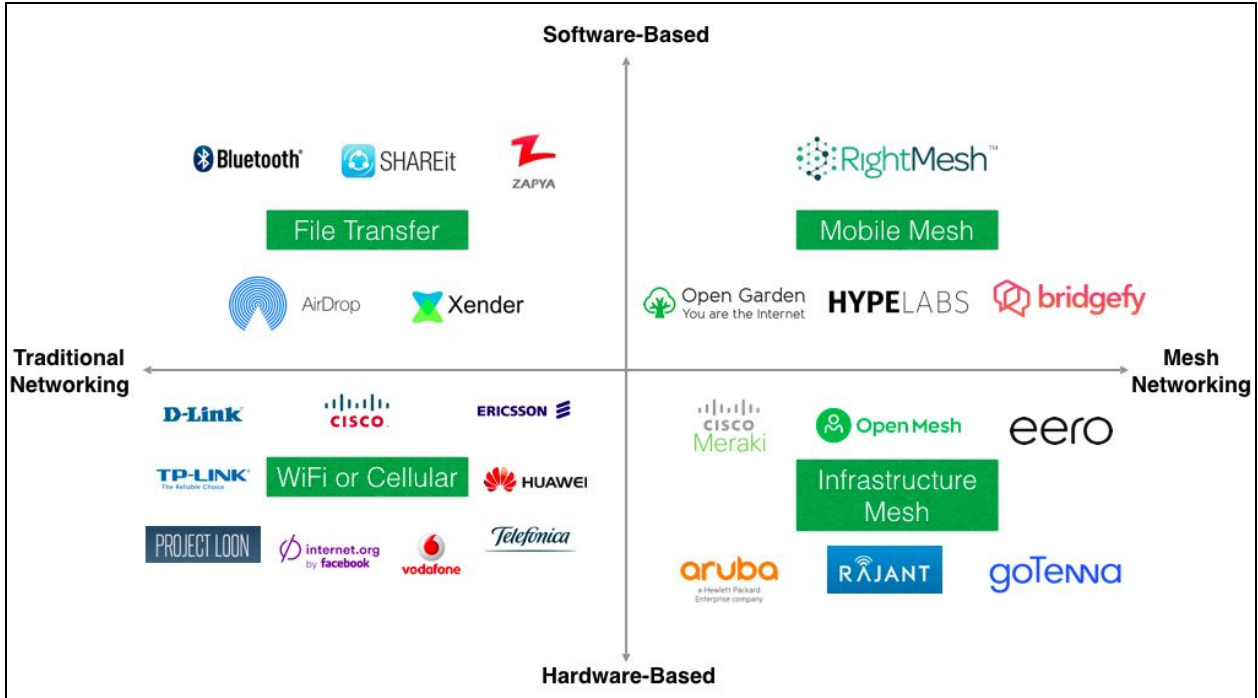 Software-Based
Bluetooth®
SHAREit
ZAPYA
RightMesh™
File Transfer
Mobile Mesh
AirDrop
Xender
Open Garden
You are the Internet
HYPELABS
bridgefy
Traditional
Networking
Mesh
Networking
D-Link
CISCO
ERICSSON
CISCO
Meraki
Open Mesh
eero
TP-LINK®
The Reliable Choice
WiFi or Cellular
HUAWEI
Infrastructure
Mesh
PROJECT LOON
internet.org
by facebook
vodafone
Telefónica
aruba
a Hewlett Packard
Enterprise company
RAJANT
goTenna
Hardware-Based